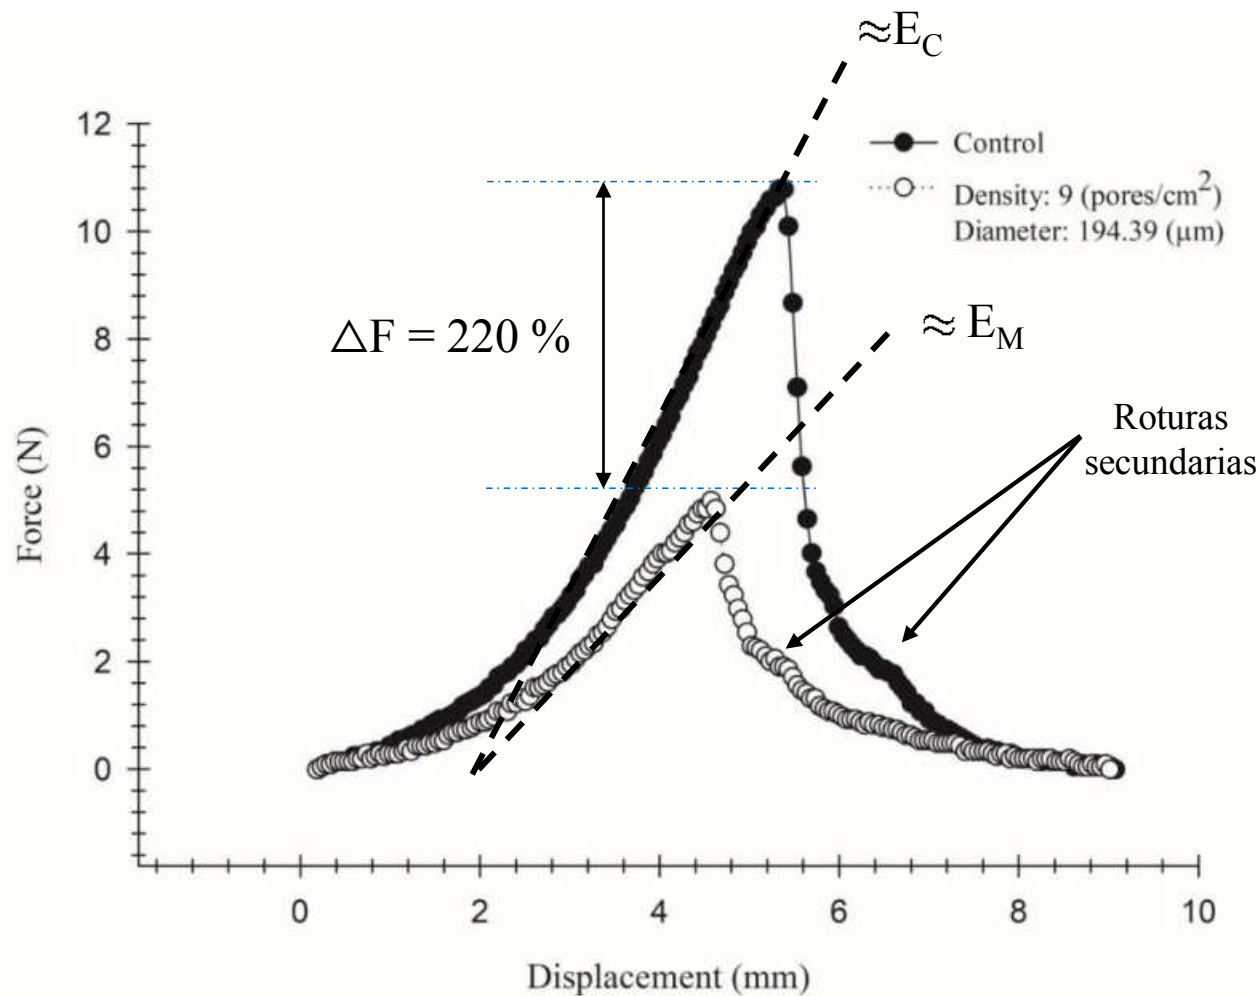 ≈E_C
12
10
8
6
4
2
0
Force (N)
Control
Density: 9 (pores/cm²)
Diameter: 194.39 (μm)
△F = 220 %
≈ E_M
Roturas
secundarias
0 2 4 6 8 10
Displacement (mm)